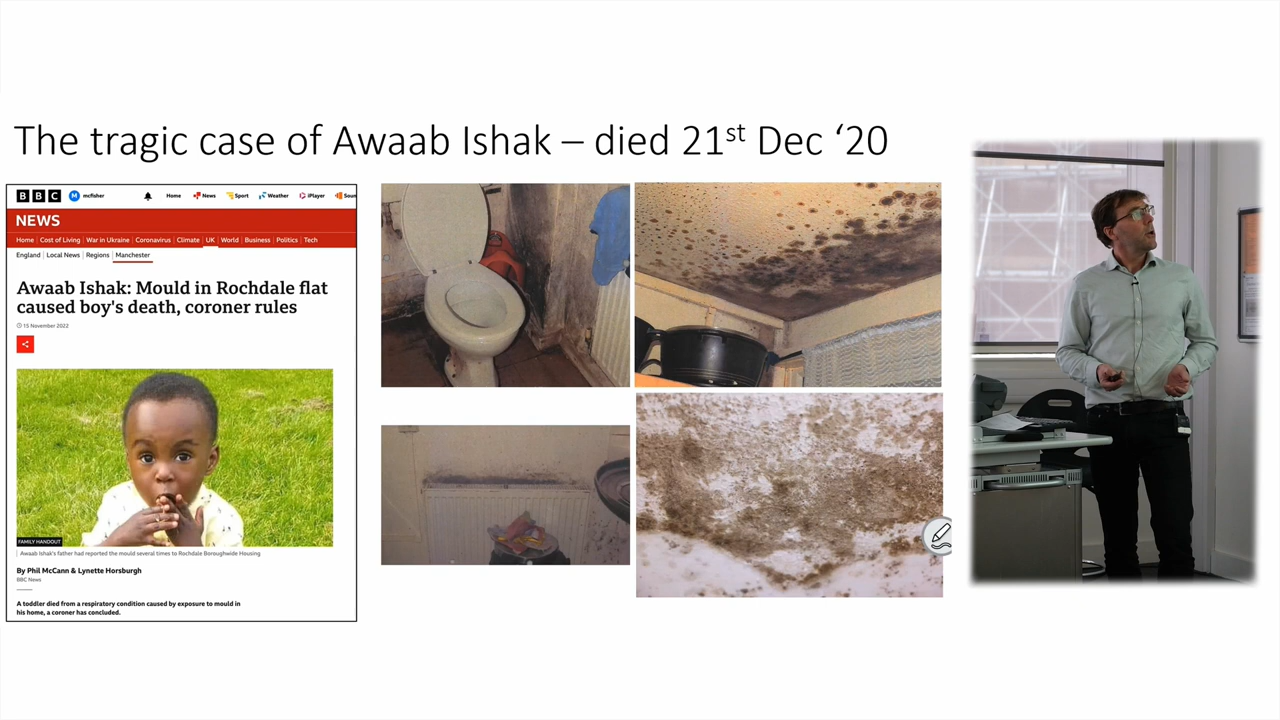 The tragic case of Awaab Ishak – died 21st Dec ‘20
BBC
M mcfisher Home News Sport Weather iPlayer Soun
NEWS
Home | Cost of Living | War in Ukraine | Coronavirus | Climate | UK | World | Business | Politics | Tech
England | Local News | Regions | Manchester
Awaab Ishak: Mould in Rochdale flat
caused boy's death, coroner rules
15 November 2022
FAMILY HANDOUT
Awaab Ishak's father had reported the mould several times to Rochdale Boroughwide Housing
By Phil McCann & Lynette Horsburgh
BBC News
A toddler died from a respiratory condition caused by exposure to mould in
his home, a coroner has concluded.